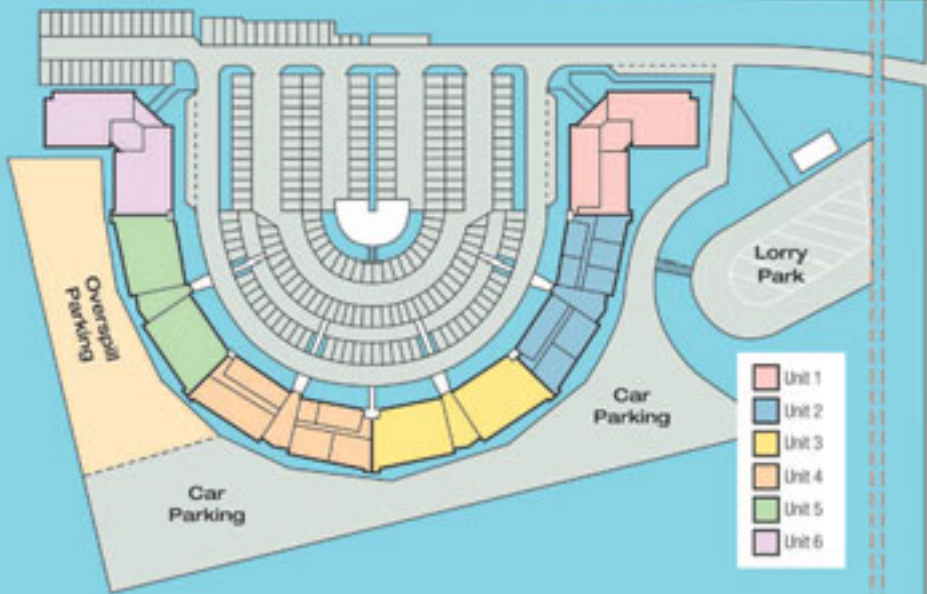 Lorry
Park
Overspill
Parking
Car
Parking
Car
Parking
Unit 1
Unit 2
Unit 3
Unit 4
Unit 5
Unit 6